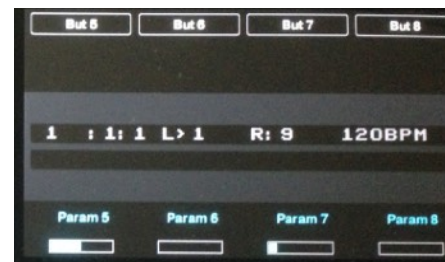 But 5 But 6 But 7 But 8
1 : 1: 1 L> 1 R: 9 120BPM
Param 5 Param 6 Param 7 Param 8